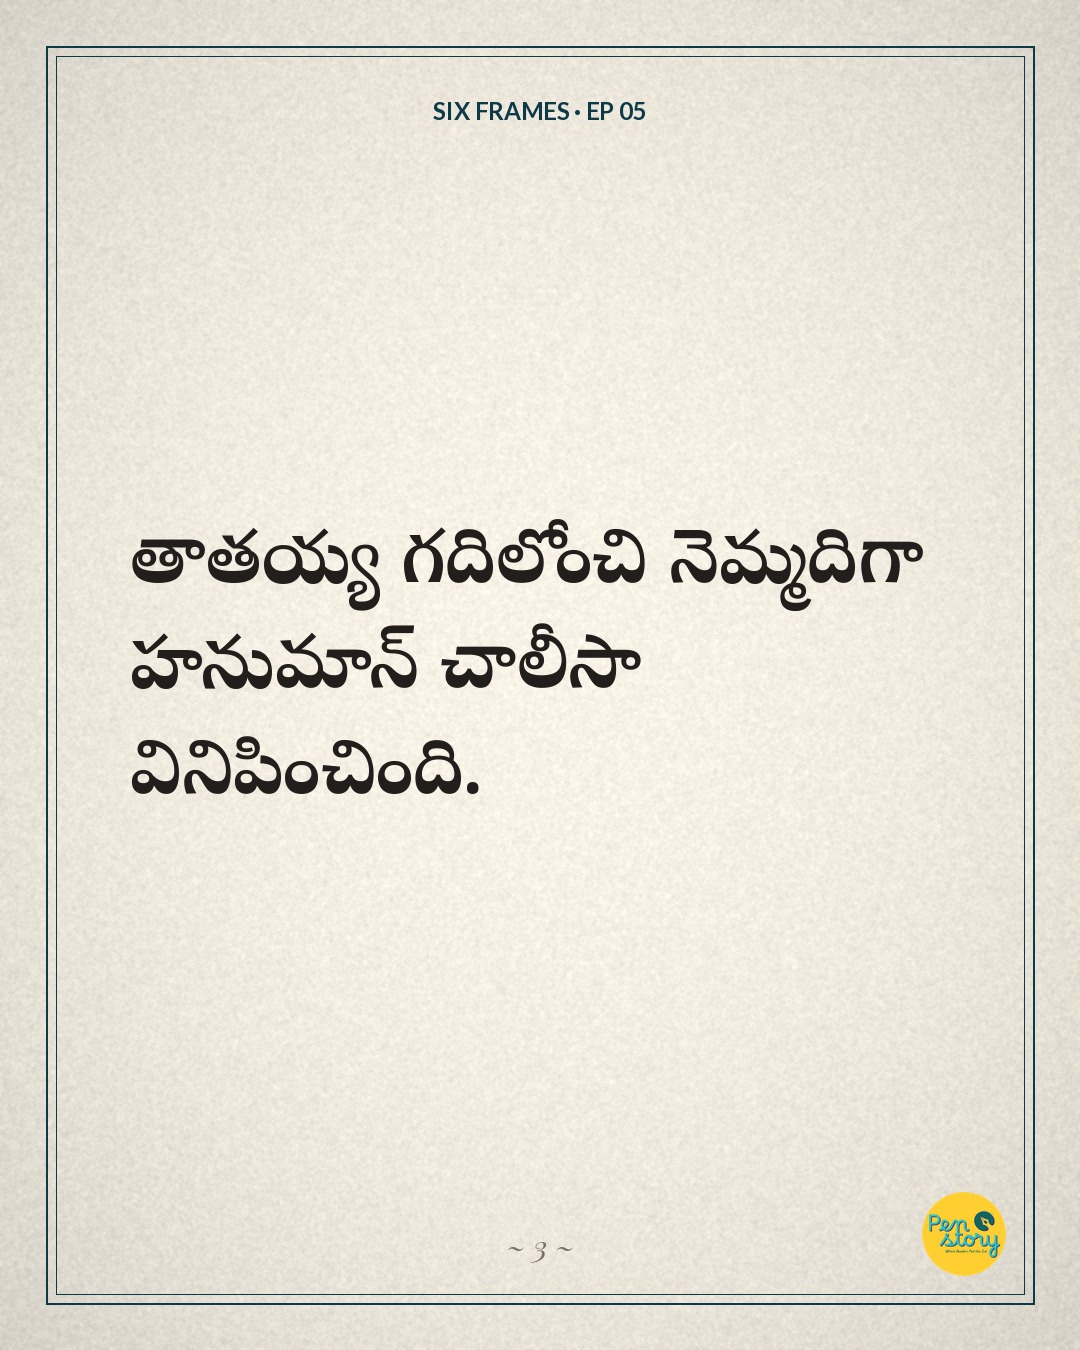 SIX FRAMES · EP 05
తాతయ్య గదిలోంచి నెమ్మదిగా
హనుమాన్ చాలీసా
వినిపించింది.
~ 3 ~
Pen
story